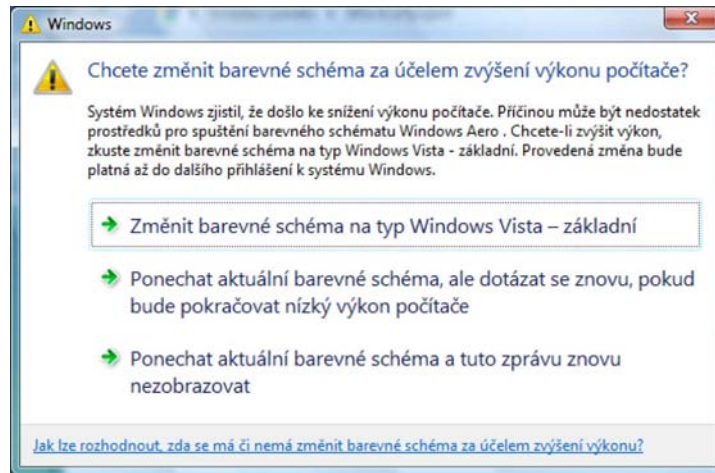 Windows
Chcete změnit barevné schéma za účelem zvýšení výkonu počítače?
Systém Windows zjistil, že došlo ke snížení výkonu počítače. Příčinou může být nedostatek
prostředků pro spuštění barevného schématu Windows Aero . Chcete-li zvýšit výkon,
zkuste změnit barevné schéma na typ Windows Vista - základní. Provedená změna bude
platná až do dalšího přihlášení k systému Windows.
Změnit barevné schéma na typ Windows Vista – základní
Ponechat aktuální barevné schéma, ale dotázat se znovu, pokud
bude pokračovat nízký výkon počítače
Ponechat aktuální barevné schéma a tuto zprávu znovu
nezobrazovat
Jak lze rozhodnout, zda se má či nemá změnit barevné schéma za účelem zvýšení výkonu?